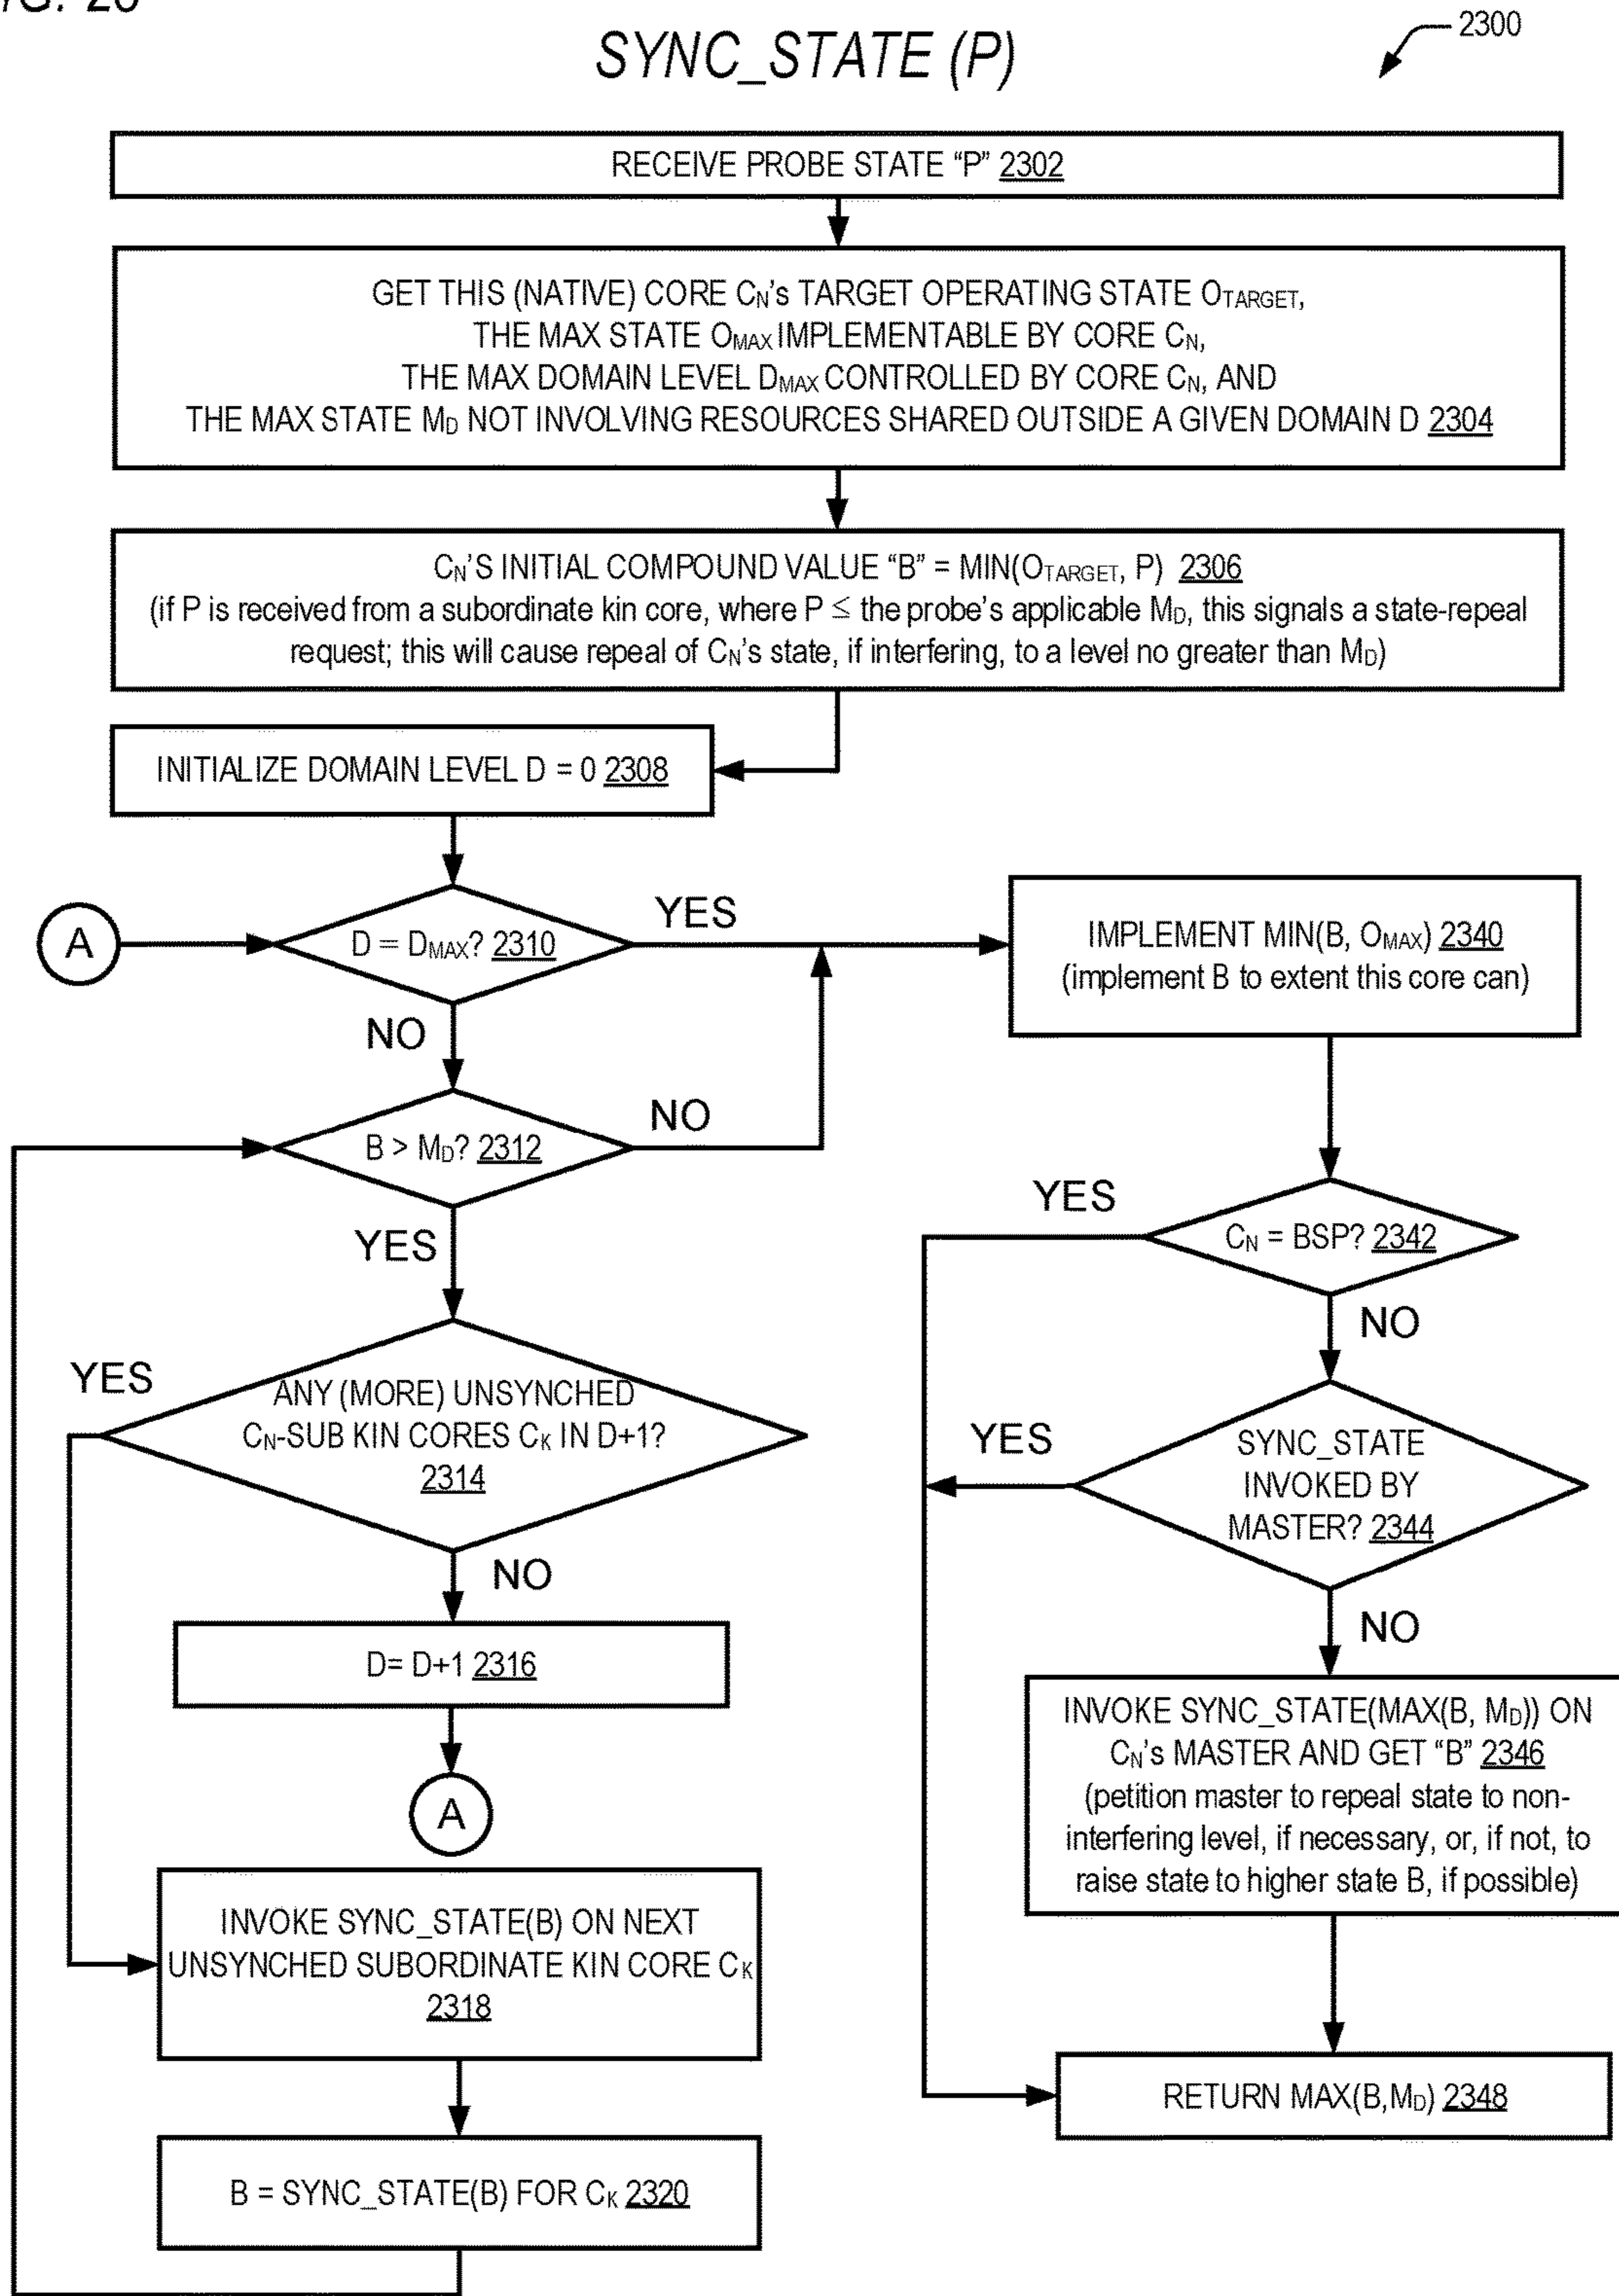 SYNC_STATE (P)
2300
RECEIVE PROBE STATE “P” 2302
GET THIS (NATIVE) CORE CN's TARGET OPERATING STATE OTARGET,
THE MAX STATE OMAX IMPLEMENTABLE BY CORE CN,
THE MAX DOMAIN LEVEL DMAX CONTROLLED BY CORE CN, AND
THE MAX STATE MD NOT INVOLVING RESOURCES SHARED OUTSIDE A GIVEN DOMAIN D 2304
CN'S INITIAL COMPOUND VALUE “B” = MIN(OTARGET, P) 2306
(if P is received from a subordinate kin core, where P ≤ the probe's applicable MD, this signals a state-repeal
request; this will cause repeal of CN's state, if interfering, to a level no greater than MD)
INITIALIZE DOMAIN LEVEL D = 0 2308
A
D = DMAX? 2310
YES
NO
B > MD? 2312
NO
YES
ANY (MORE) UNSYNCHED
CN-SUB KIN CORES CK IN D+1?
2314
YES
NO
D= D+1 2316
A
INVOKE SYNC_STATE(B) ON NEXT
UNSYNCHED SUBORDINATE KIN CORE CK
2318
B = SYNC_STATE(B) FOR CK 2320
IMPLEMENT MIN(B, OMAX) 2340
(implement B to extent this core can)
YES
CN = BSP? 2342
NO
YES
SYNC_STATE
INVOKED BY
MASTER? 2344
NO
INVOKE SYNC_STATE(MAX(B, MD)) ON
CN's MASTER AND GET “B” 2346
(petition master to repeal state to non-
interfering level, if necessary, or, if not, to
raise state to higher state B, if possible)
RETURN MAX(B,MD) 2348